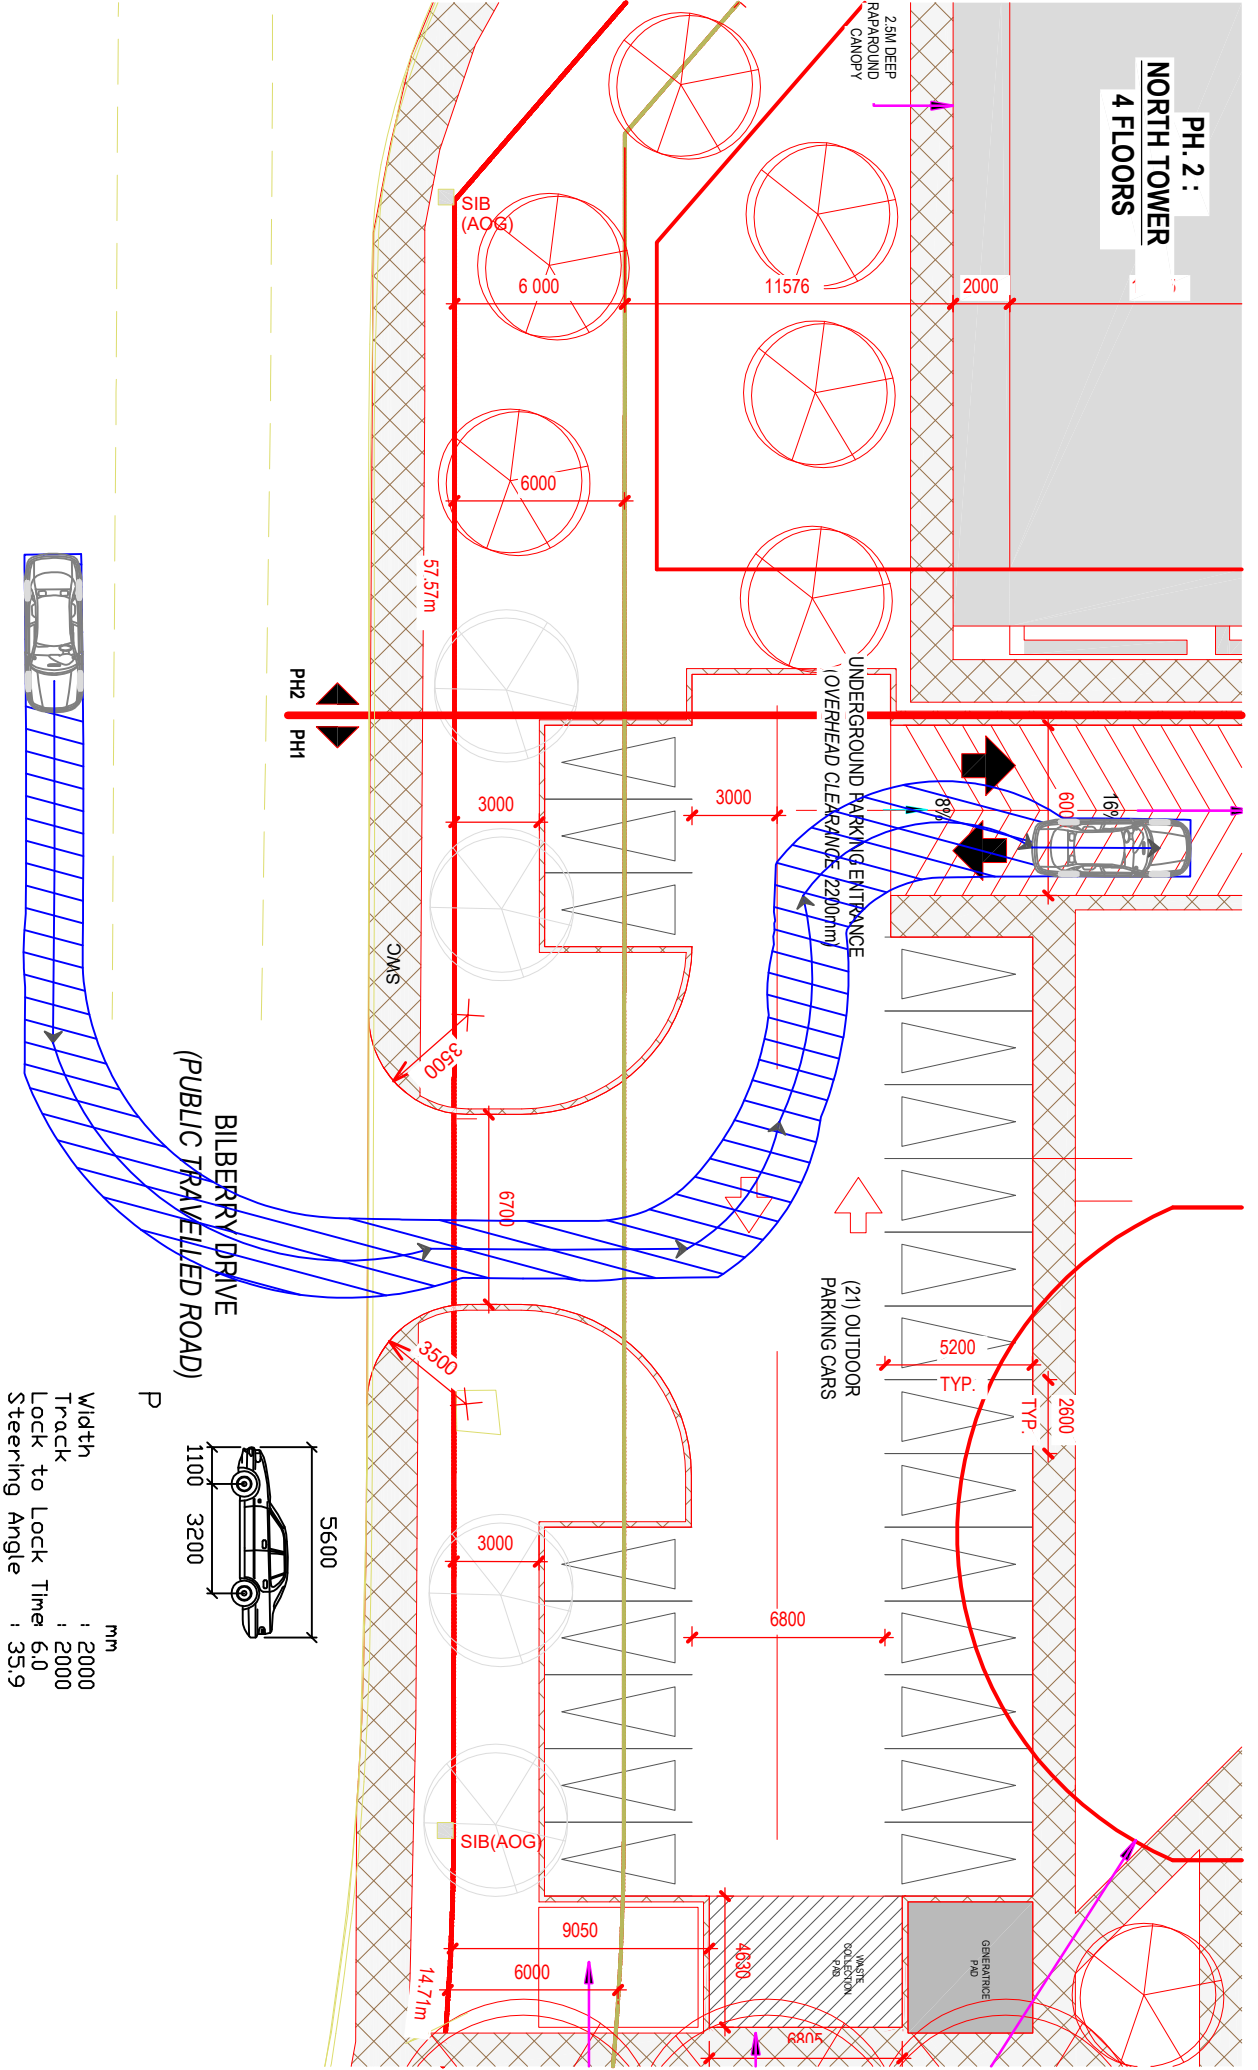 2.5M DEEP
RAPAROUND
CANOPY
PH. 2 :
NORTH TOWER
4 FLOORS
SIB
(AOG)
6 000
11576
2000
6000
57.57m
PH2
PH1
UNDERGROUND PARKING ENTRANCE
(OVERHEAD CLEARANCE 2200mm)
3000
3000
8%
16%
600
SWC
3500
6700
BILBERRY DRIVE
(PUBLIC TRAVELLED ROAD)
(21) OUTDOOR
PARKING CARS
3500
5200
TYP.
2600
TYP.
P
5600
1100
3200
mm
Width : 2000
Track : 2000
Lock to Lock Time : 6.0
Steering Angle : 35.9
3000
6800
SIB(AOG)
9050
6000
14.71m
4630
WASTE
COLLECTION
PAD
GENERATRICE
PAD
6805